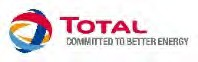 TOTAL
COMMITTED TO BETTER ENERGY